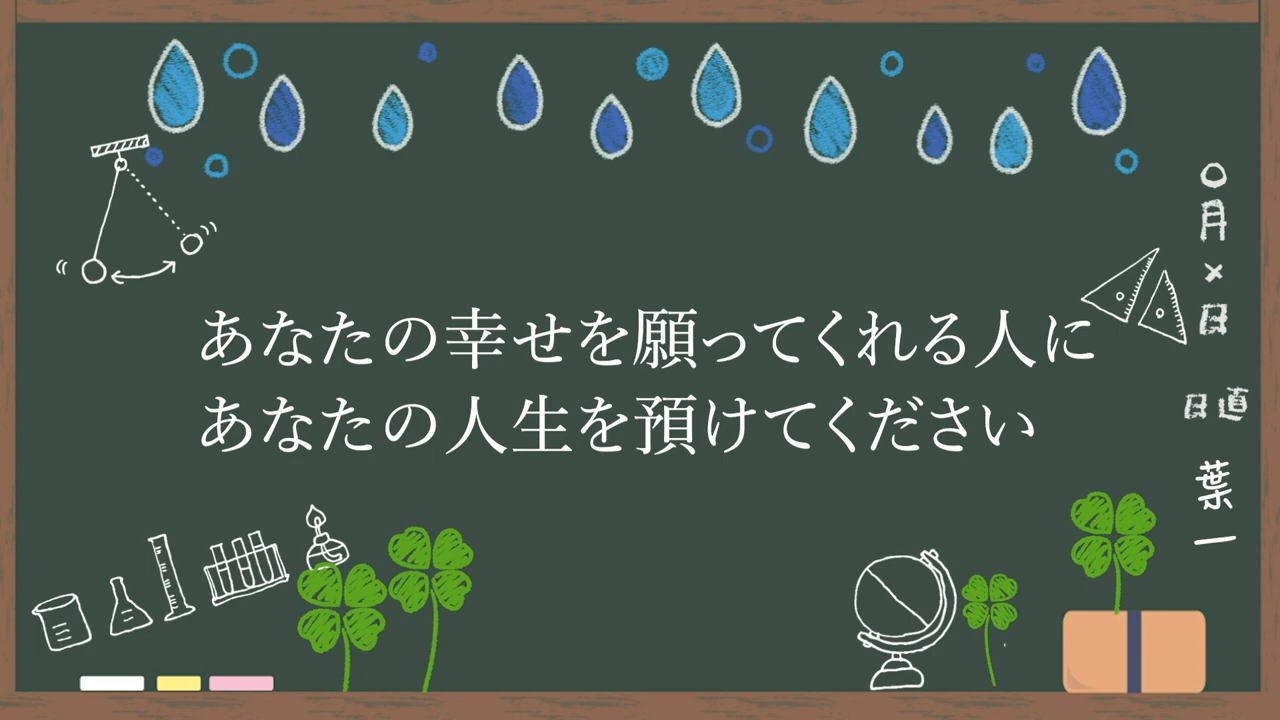 あなたの幸せを願ってくれる人に
あなたの人生を預けてください
〇月×日
日直
葉一